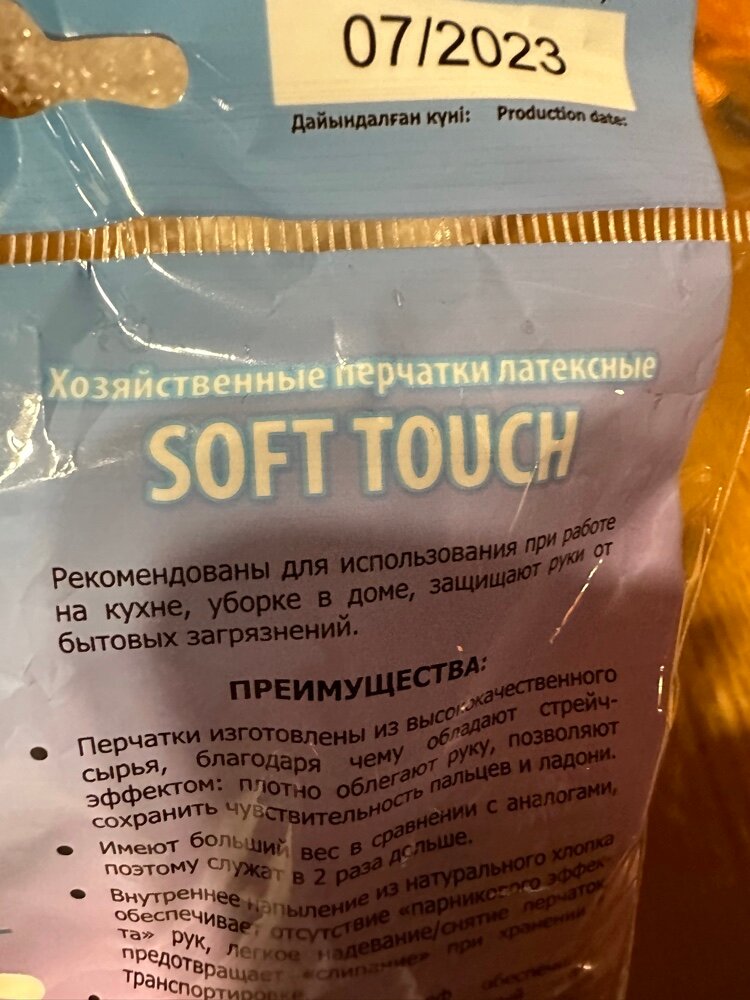 07/2023
Дайындалған күні: Production date:
Хозяйственные перчатки латексные
SOFT TOUCH
Рекомендованы для использования при работе
на кухне, уборке в доме, защищают руки от
бытовых загрязнений.
ПРЕИМУЩЕСТВА:
• Перчатки изготовлены из высококачественного
сырья, благодаря чему обладают стрейч-
эффектом: плотно облегают руку, позволяют
сохранить чувствительность пальцев и ладони.
• Имеют больший вес в сравнении с аналогами,
поэтому служат в 2 раза дольше.
• Внутреннее напыление из натурального хлопка
обеспечивает отсутствие «парникового эффек-
та» рук, легкое надевание/снятие перчаток
предотвращает «слипание» при хранении
транспортировке